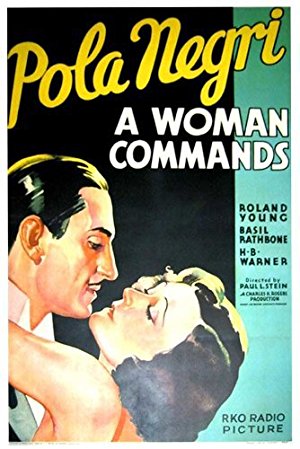 Pola Negri
A WOMAN
COMMANDS
ROLAND
YOUNG
BASIL
RATHBONE
H·B·
WARNER
Directed by
PAUL L. STEIN
A CHARLES R. ROGERS
PRODUCTION
RKO RADIO
PICTURE